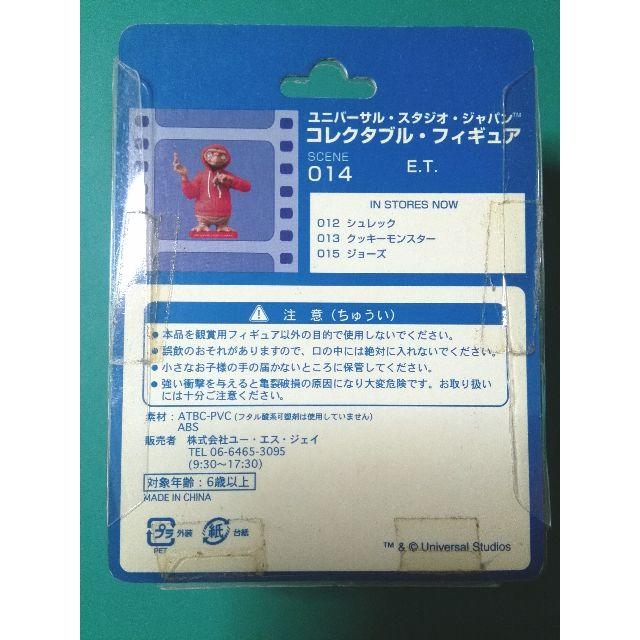 ユニバーサル・スタジオ・ジャパン™
コレクタブル・フィギュア
SCENE
014 E.T.
IN STORES NOW
012 シュレック
013 クッキーモンスター
015 ジョーズ
注 意（ちゅうい）
● 本品を観賞用フィギュア以外の目的で使用しないでください。
● 誤飲のおそれがありますので、口の中には絶対に入れないでください。
● 小さなお子様の手の届かないところに保管してください。
● 強い衝撃を与えると亀裂破損の原因になり大変危険です。お取り扱い
には十分ご注意ください。
素材：ATBC-PVC (フタル酸系可塑剤は使用していません)
ABS
販売者 株式会社ユー・エス・ジェイ
TEL 06-6465-3095
(9:30～17:30)
対象年齢：6歳以上
MADE IN CHINA
プラ 外装 紙 台紙
PET
™ & © Universal Studios